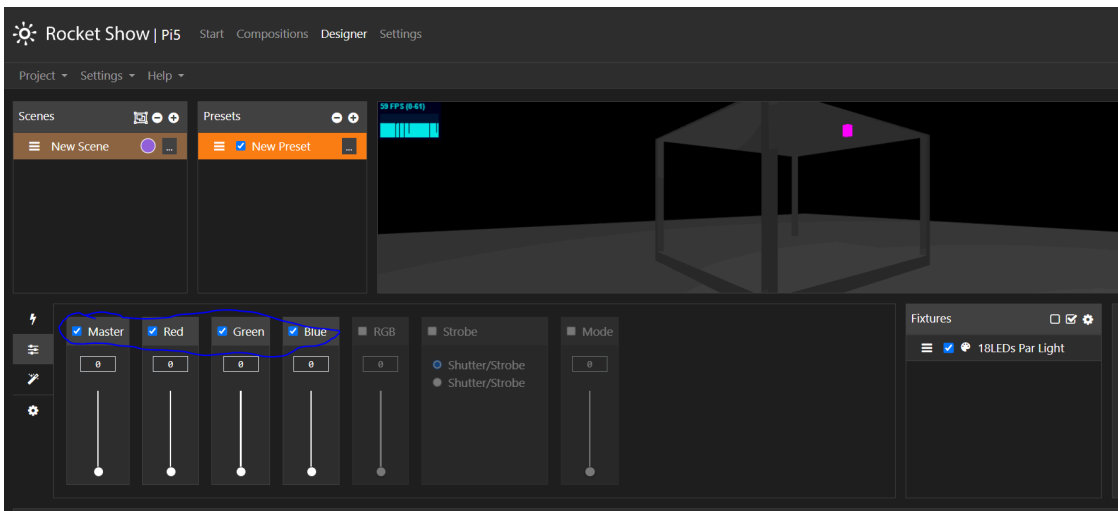 Rocket Show | Pi5 Start Compositions Designer Settings
Project Settings Help
Scenes
Presets
59 FPS (0-61)
New Scene ...
New Preset ...
Master Red Green Blue RGB Strobe Mode
0 0 0 0 0 0
Shutter/Strobe
Shutter/Strobe
Fixtures
18LEDs Par Light